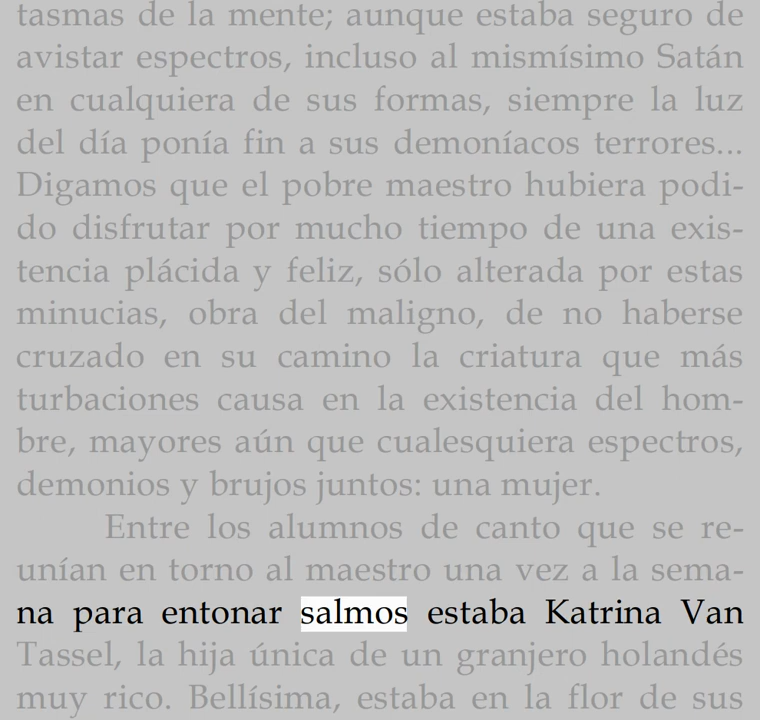 tasmas de la mente; aunque estaba seguro de
avistar espectros, incluso al mismísimo Satán
en cualquiera de sus formas, siempre la luz
del día ponía fin a sus demoníacos terrores...
Digamos que el pobre maestro hubiera podi-
do disfrutar por mucho tiempo de una exis-
tencia plácida y feliz, sólo alterada por estas
minucias, obra del maligno, de no haberse
cruzado en su camino la criatura que más
turbaciones causa en la existencia del hom-
bre, mayores aún que cualesquiera espectros,
demonios y brujos juntos: una mujer.
Entre los alumnos de canto que se re-
unían en torno al maestro una vez a la sema-
na para entonar salmos estaba Katrina Van
Tassel, la hija única de un granjero holandés
muy rico. Bellísima, estaba en la flor de sus